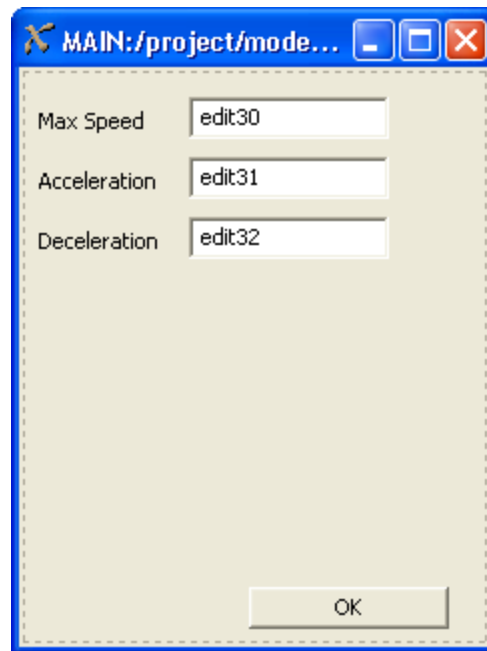 MAIN:/project/mode...
Max Speed edit30
Acceleration edit31
Deceleration edit32
OK